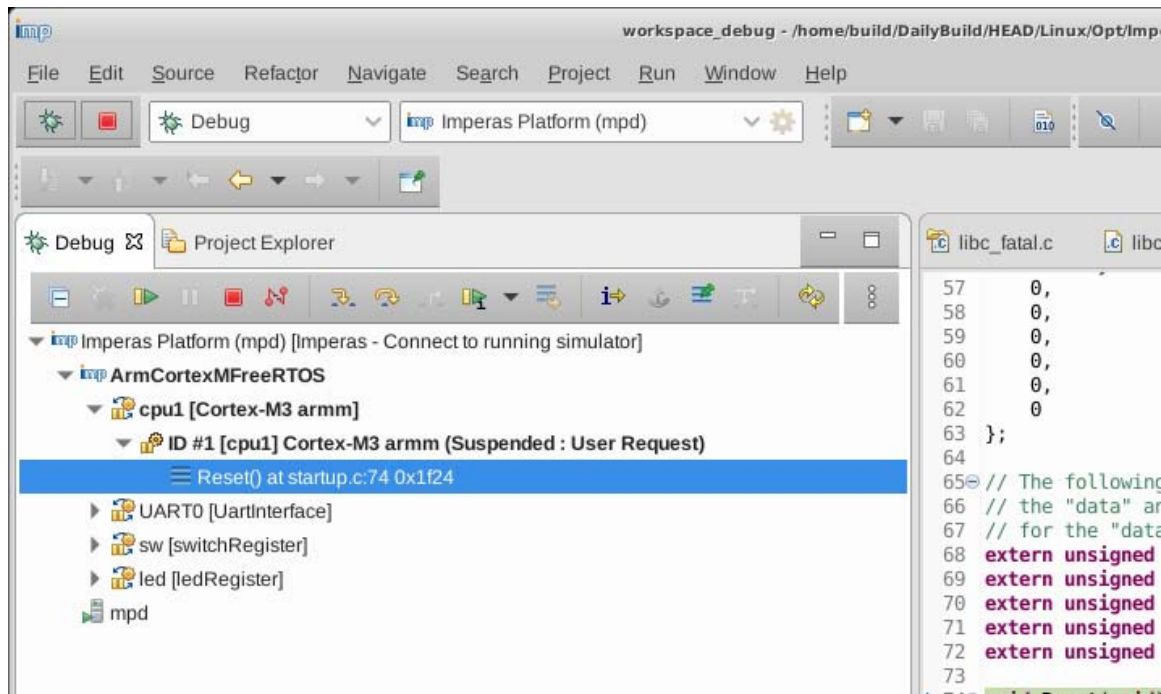 imp workspace_debug - /home/build/DailyBuild/HEAD/Linux/Opt/Imp
File Edit Source Refactor Navigate Search Project Run Window Help
Debug imp Imperas Platform (mpd) 010
Debug Project Explorer
libc_fatal.c libc
imp Imperas Platform (mpd) [Imperas - Connect to running simulator]
imp ArmCortexMFreeRTOS
cpu1 [Cortex-M3 armm]
ID #1 [cpu1] Cortex-M3 armm (Suspended : User Request)
Reset() at startup.c:74 0x1f24
UART0 [UartInterface]
sw [switchRegister]
led [ledRegister]
mpd
57 0,
58 0,
59 0,
60 0,
61 0,
62 0
63 };
64
65 // The following
66 // the "data" an
67 // for the "data
68 extern unsigned
69 extern unsigned
70 extern unsigned
71 extern unsigned
72 extern unsigned
73